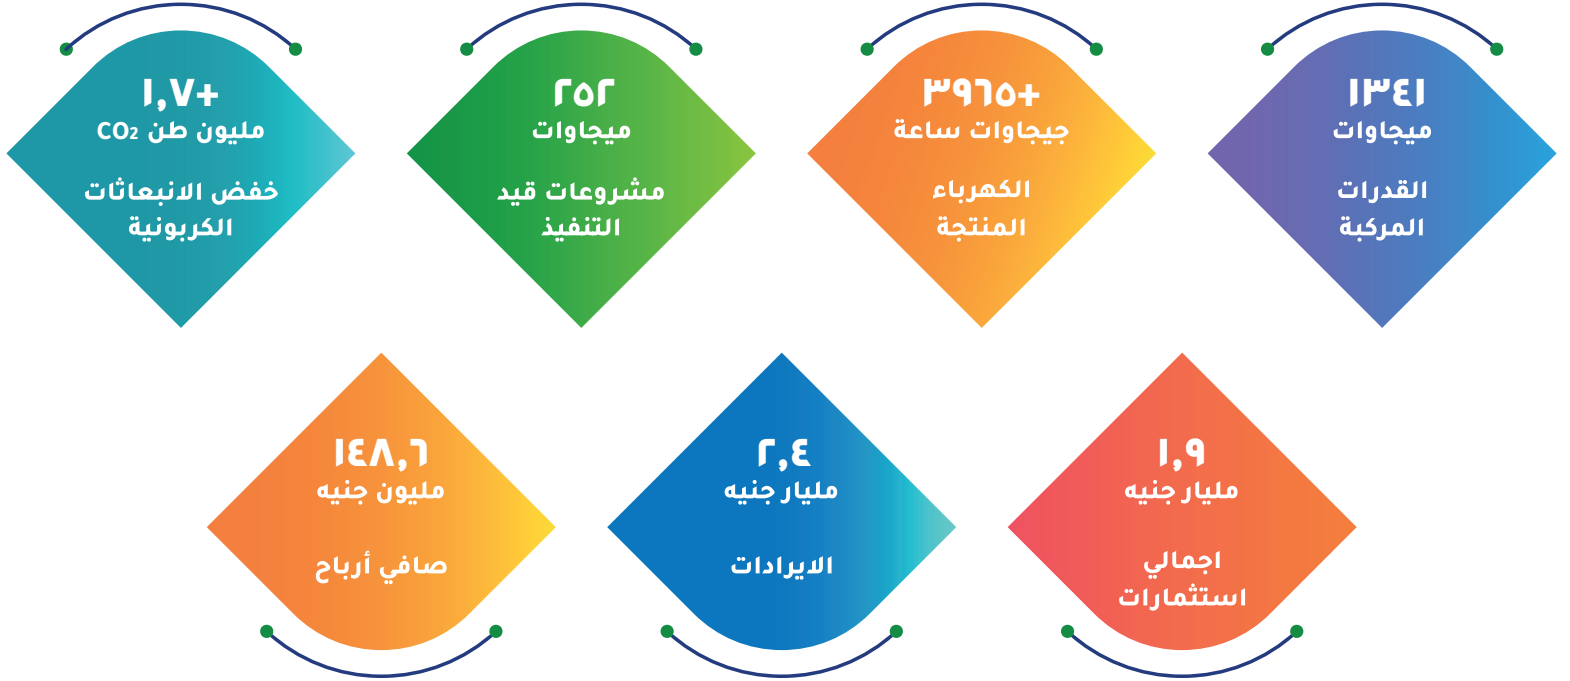 ١٣٤١
ميجاوات
القدرات
المركبة
+٣٩٦٥
جيجاوات ساعة
الكهرباء
المنتجة
٢٥٢
ميجاوات
مشروعات قيد
التنفيذ
+١,٧
مليون طن CO₂
خفض الانبعاثات
الكربونية
١,٩
مليار جنيه
اجمالي
استثمارات
٢,٤
مليار جنيه
الايرادات
١٤٨,٦
مليون جنيه
صافي أرباح